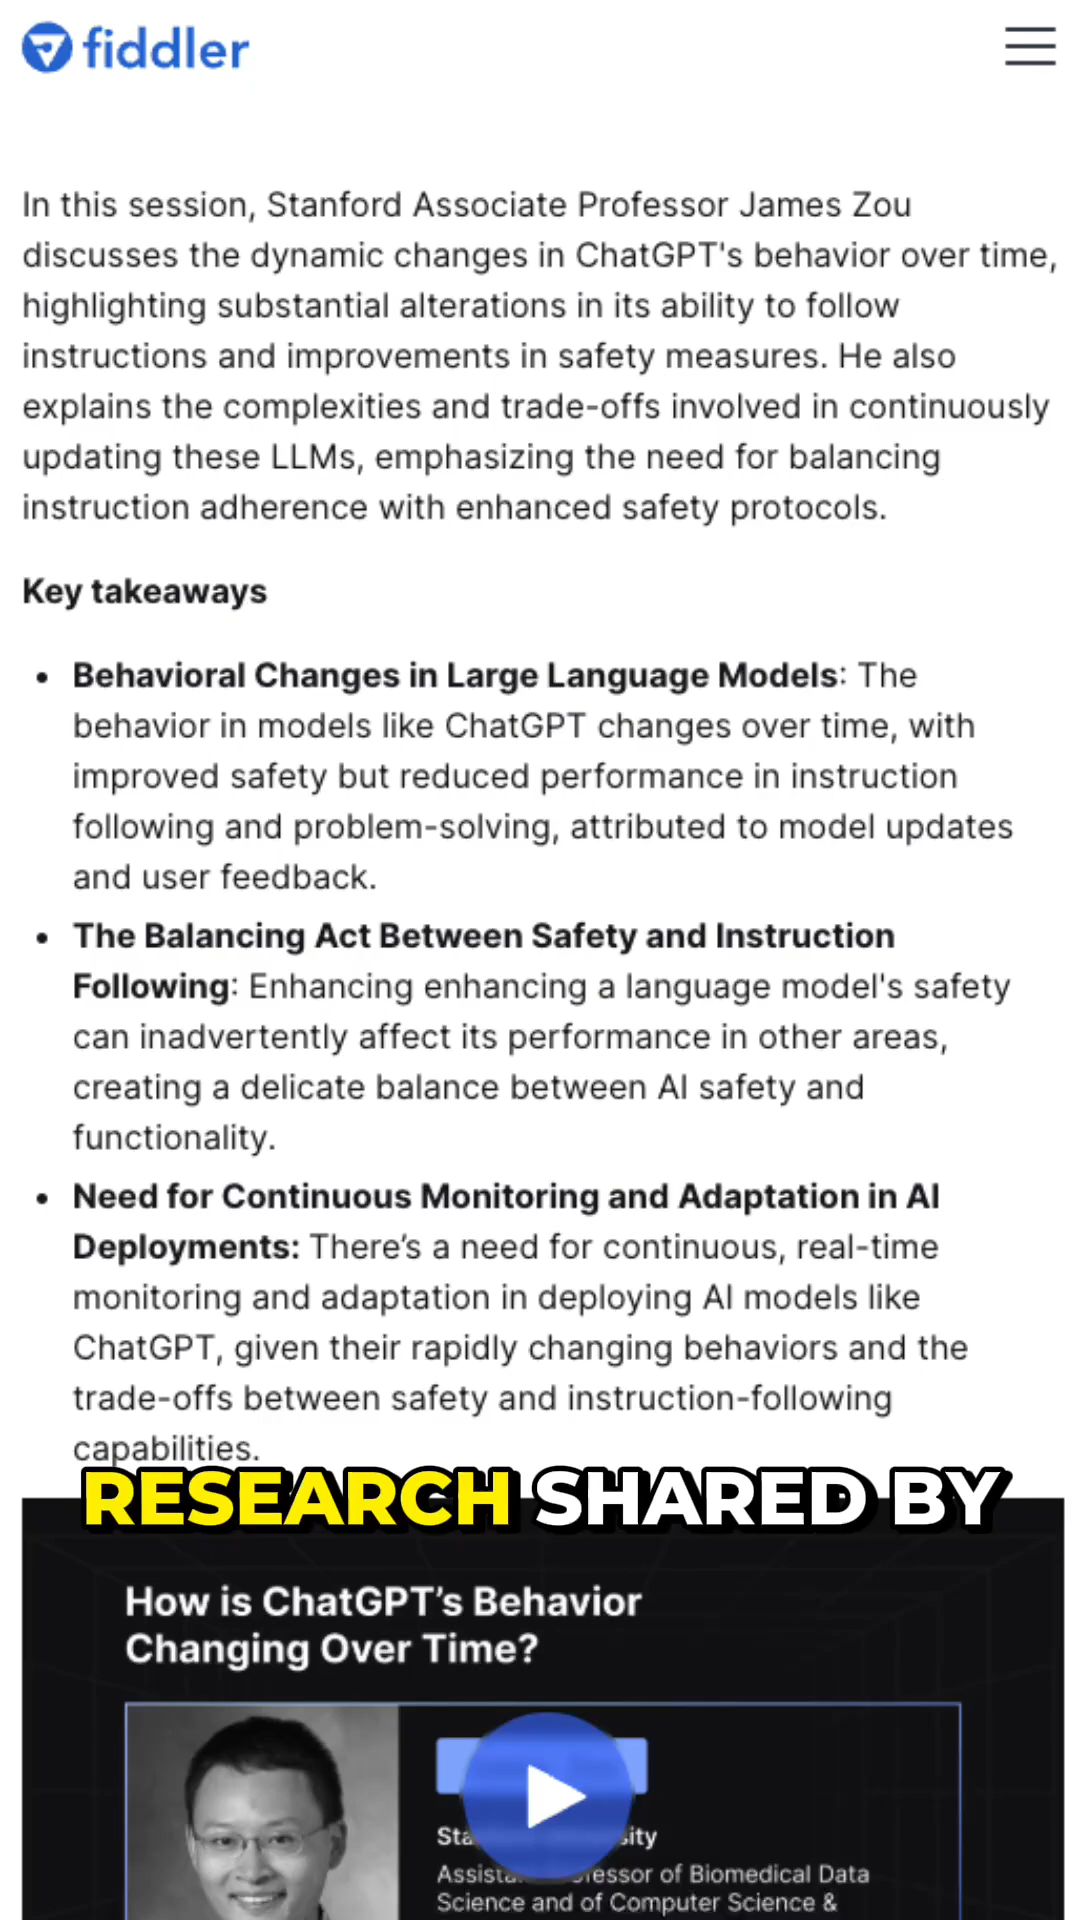 fiddler
In this session, Stanford Associate Professor James Zou
discusses the dynamic changes in ChatGPT's behavior over time,
highlighting substantial alterations in its ability to follow
instructions and improvements in safety measures. He also
explains the complexities and trade-offs involved in continuously
updating these LLMs, emphasizing the need for balancing
instruction adherence with enhanced safety protocols.
Key takeaways
• Behavioral Changes in Large Language Models: The
behavior in models like ChatGPT changes over time, with
improved safety but reduced performance in instruction
following and problem-solving, attributed to model updates
and user feedback.
• The Balancing Act Between Safety and Instruction
Following: Enhancing enhancing a language model's safety
can inadvertently affect its performance in other areas,
creating a delicate balance between AI safety and
functionality.
• Need for Continuous Monitoring and Adaptation in AI
Deployments: There’s a need for continuous, real-time
monitoring and adaptation in deploying AI models like
ChatGPT, given their rapidly changing behaviors and the
trade-offs between safety and instruction-following
capabilities.
RESEARCH SHARED BY
How is ChatGPT’s Behavior
Changing Over Time?
of Biomedical Data
Science and of Computer Science &